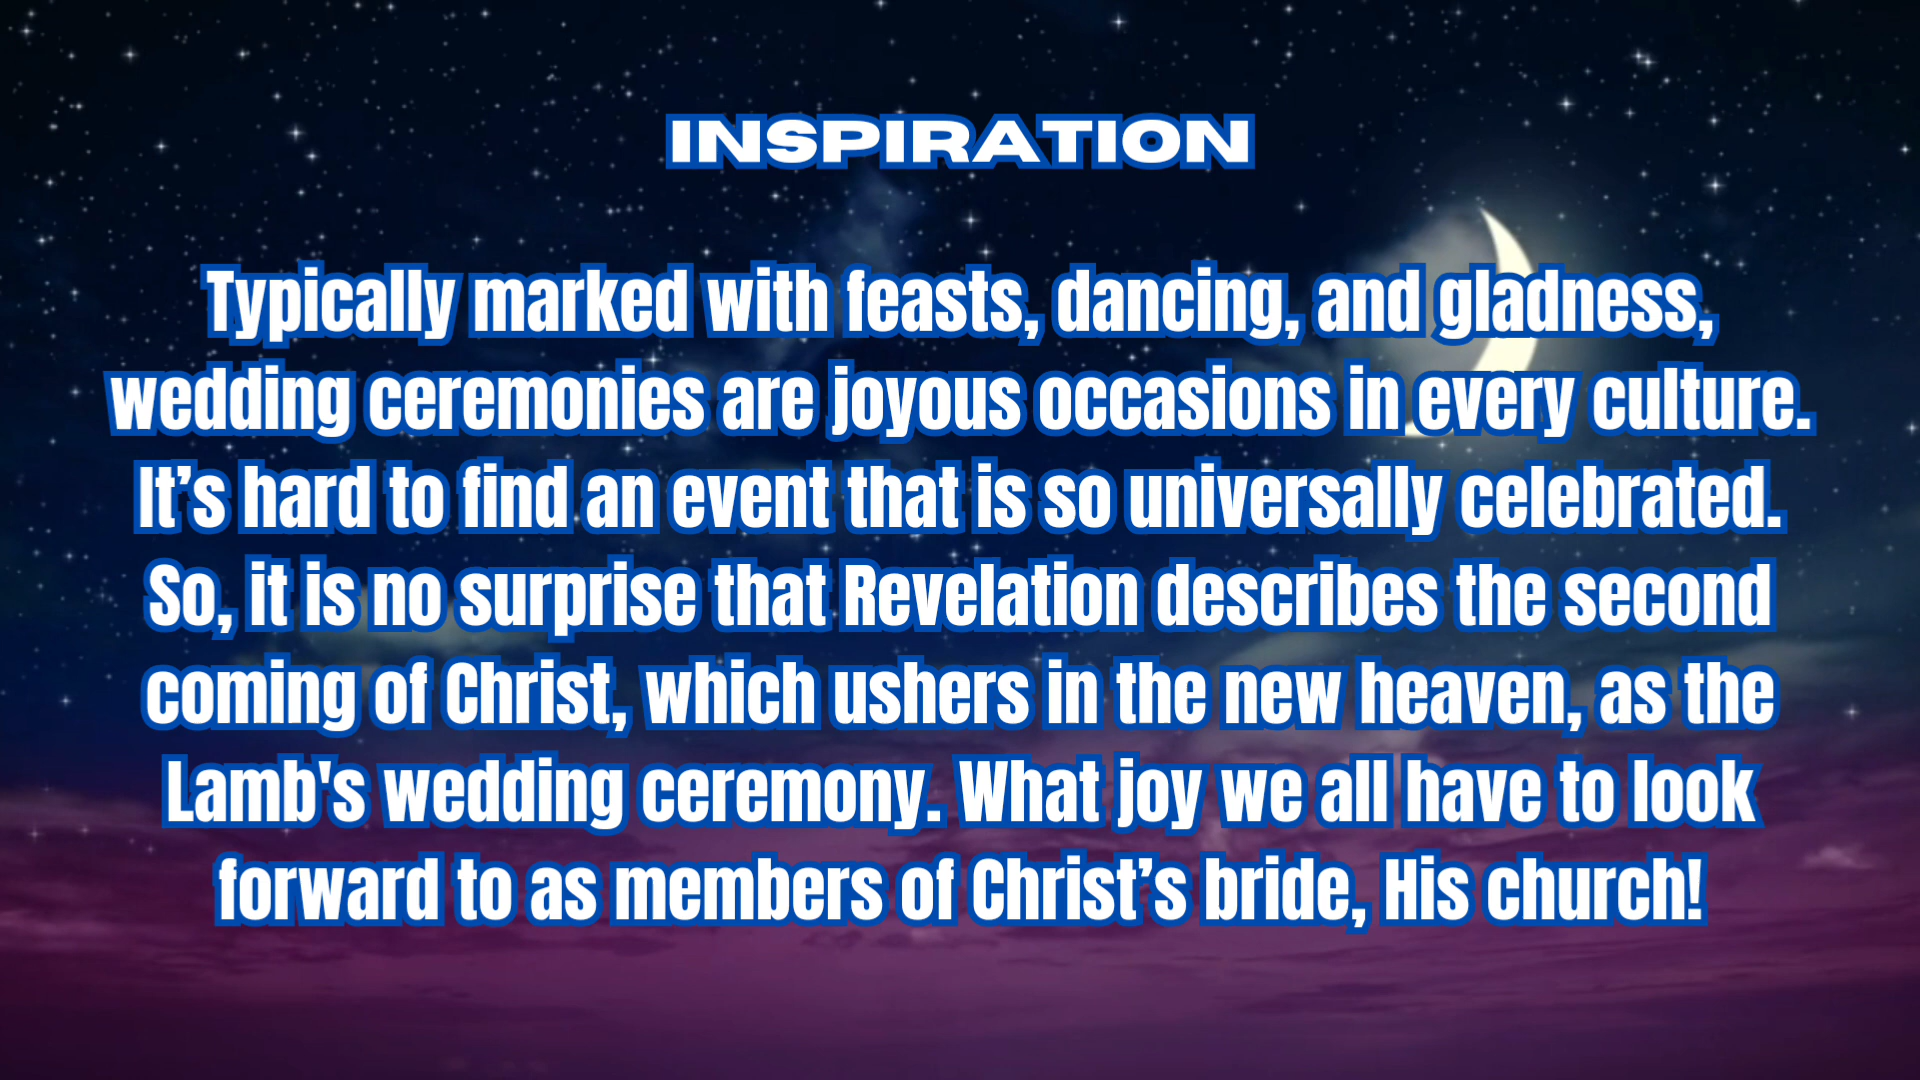 INSPIRATION
Typically marked with feasts, dancing, and gladness,
wedding ceremonies are joyous occasions in every culture.
It’s hard to find an event that is so universally celebrated.
So, it is no surprise that Revelation describes the second
coming of Christ, which ushers in the new heaven, as the
Lamb's wedding ceremony. What joy we all have to look
forward to as members of Christ’s bride, His church!